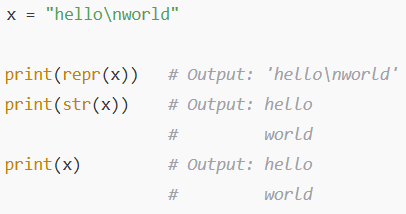 x = "hello\nworld"
print(repr(x))   # Output: 'hello\nworld'
print(str(x))    # Output: hello
                 #         world
print(x)         # Output: hello
                 #         world